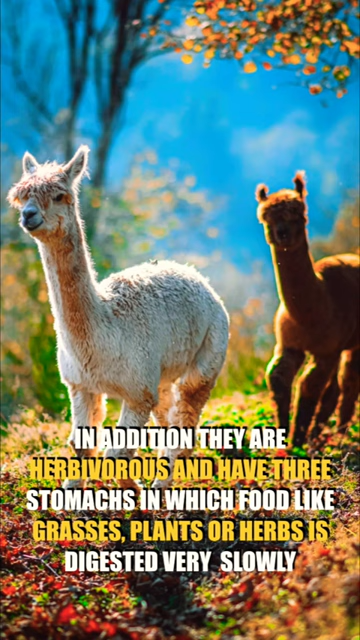 IN ADDITION THEY ARE
HERBIVOROUS AND HAVE THREE
STOMACHS IN WHICH FOOD LIKE
GRASSES, PLANTS OR HERBS IS
DIGESTED VERY SLOWLY